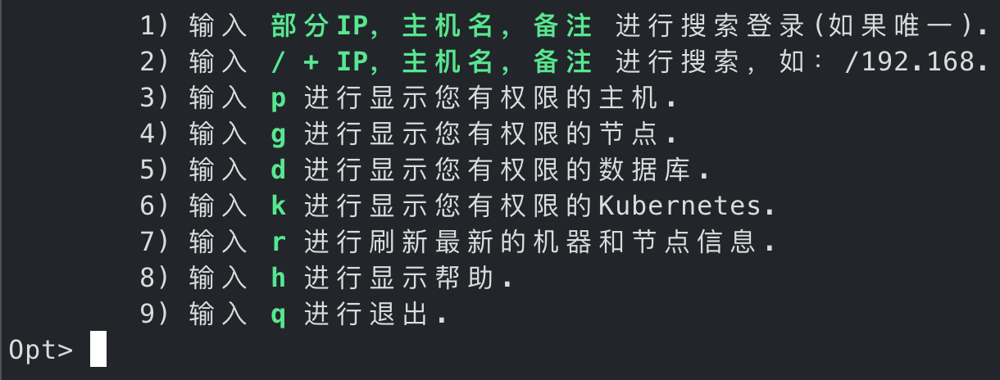 1) 输入 部分IP，主机名，备注 进行搜索登录(如果唯一).
2) 输入 / + IP，主机名，备注 进行搜索，如：/192.168.
3) 输入 p 进行显示您有权限的主机.
4) 输入 g 进行显示您有权限的节点.
5) 输入 d 进行显示您有权限的数据库.
6) 输入 k 进行显示您有权限的Kubernetes.
7) 输入 r 进行刷新最新的机器和节点信息.
8) 输入 h 进行显示帮助.
9) 输入 q 进行退出.
Opt>